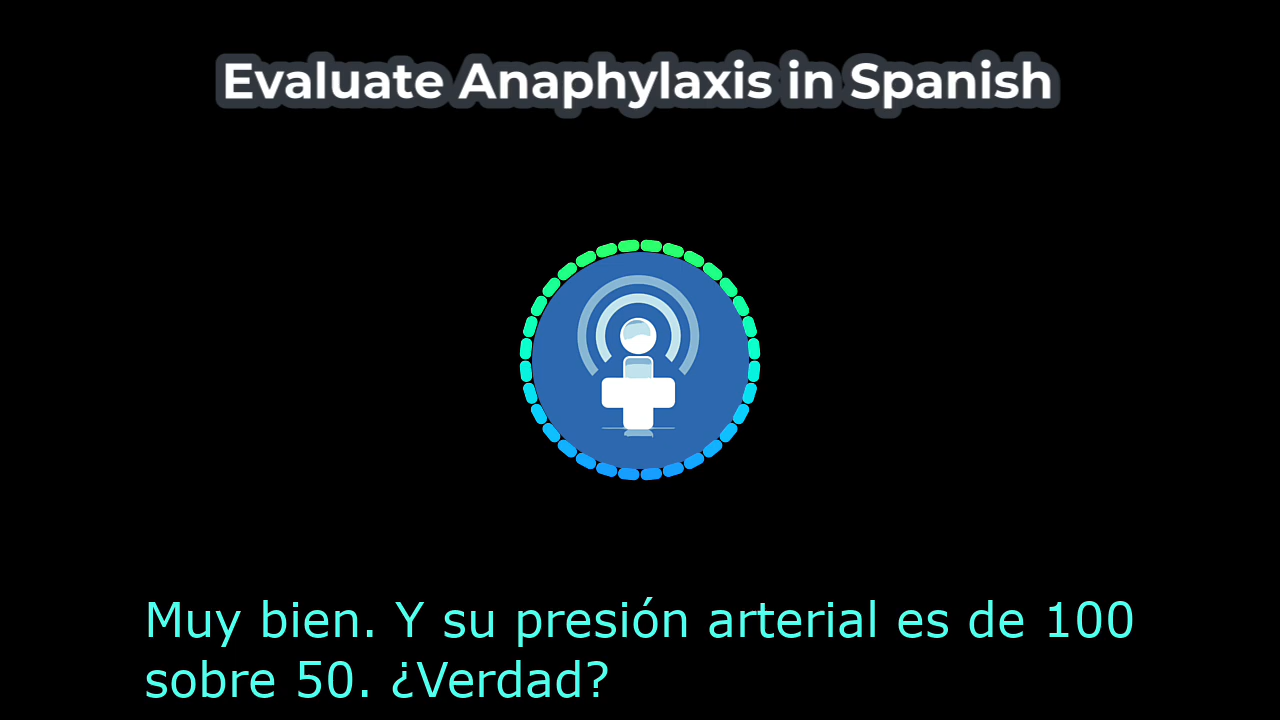 Evaluate Anaphylaxis in Spanish
Muy bien. Y su presión arterial es de 100
sobre 50. ¿Verdad?